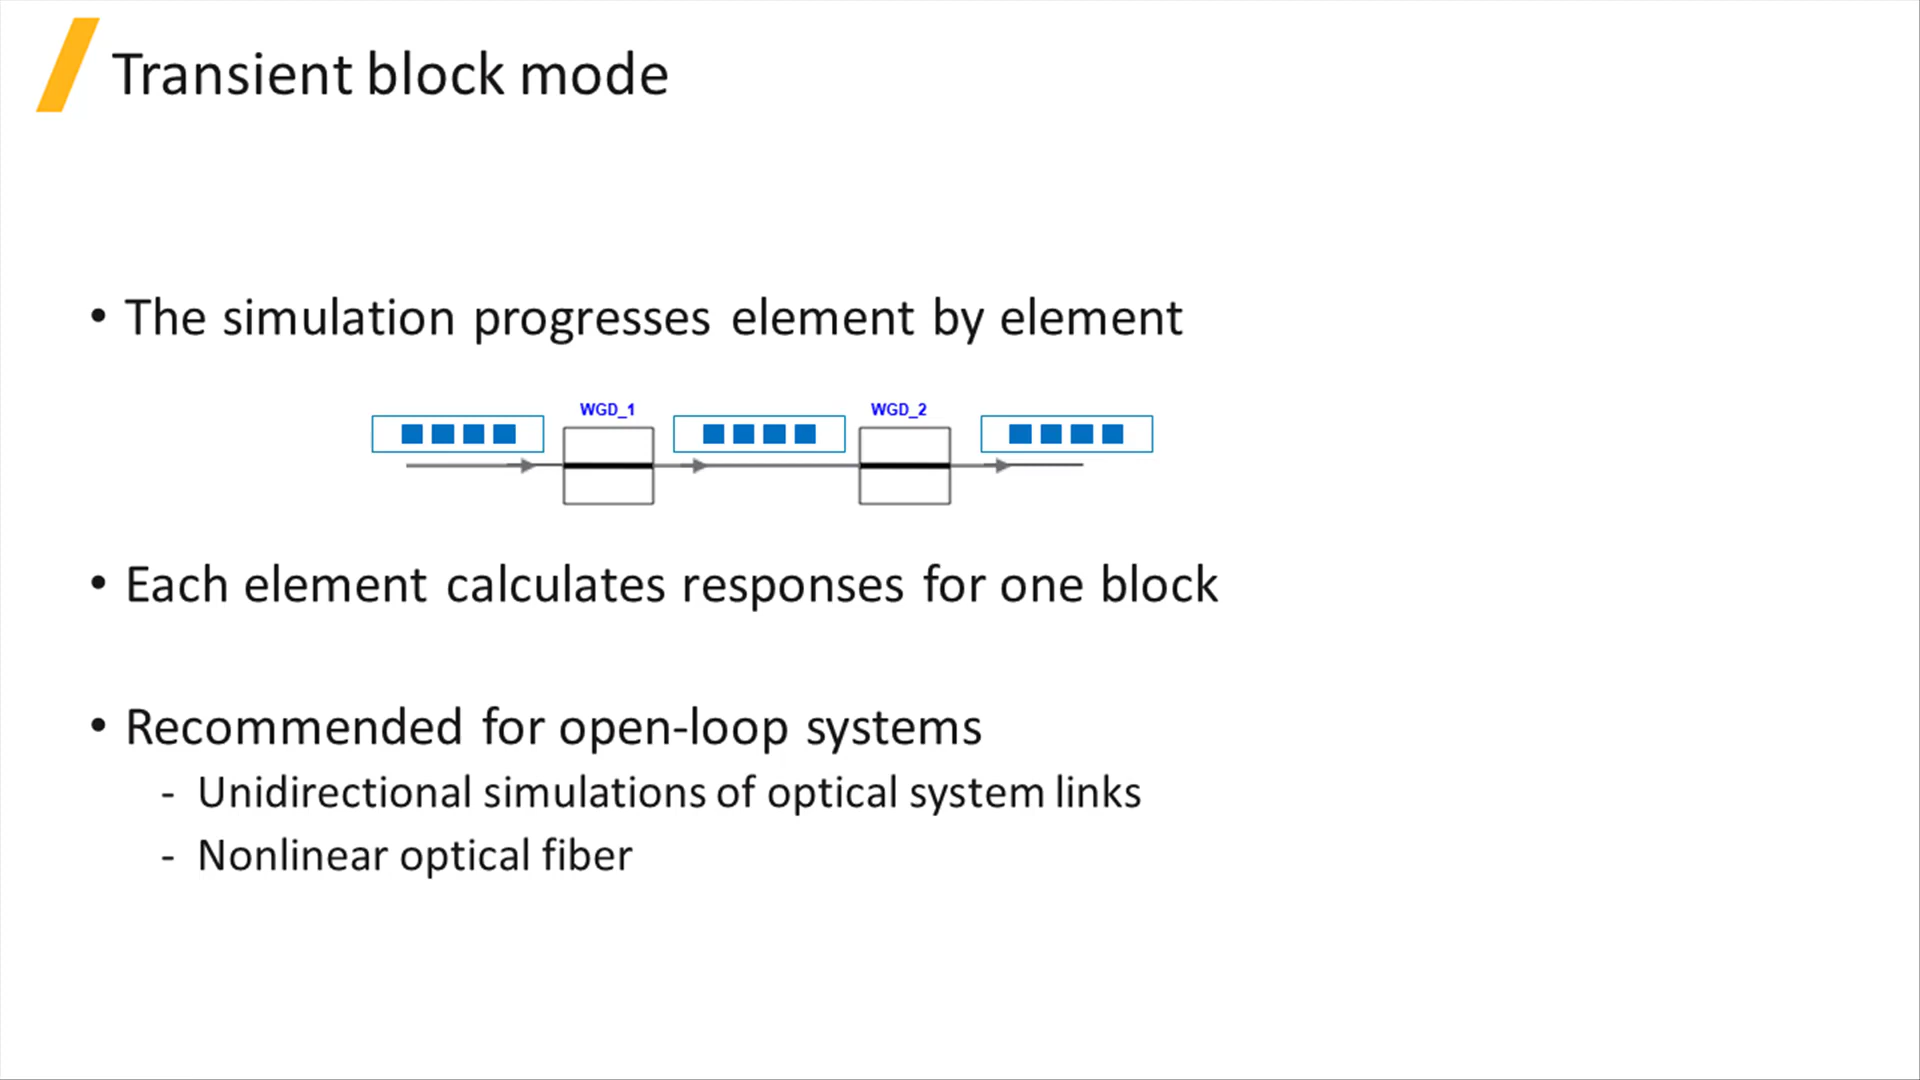 Transient block mode
• The simulation progresses element by element
WGD_1 WGD_2
• Each element calculates responses for one block
• Recommended for open-loop systems
- Unidirectional simulations of optical system links
- Nonlinear optical fiber